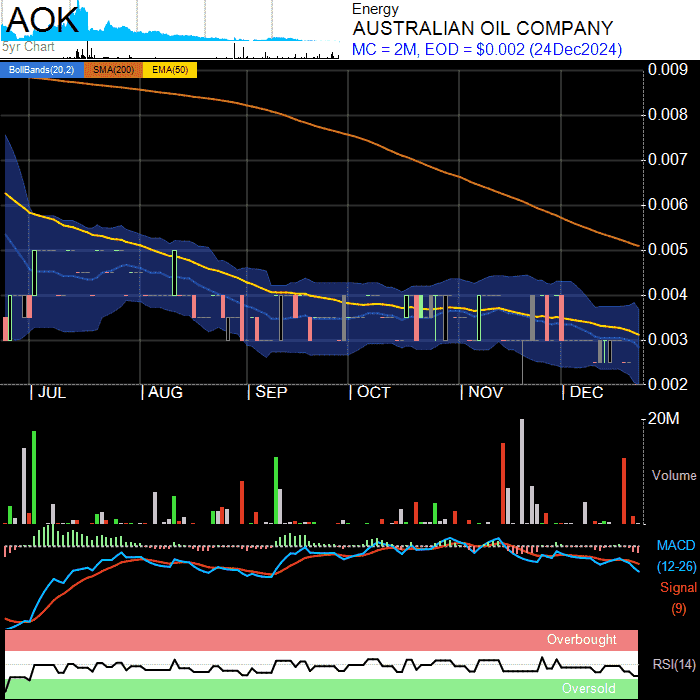 AOK
Energy
AUSTRALIAN OIL COMPANY
5yr Chart
MC = 2M, EOD = $0.002 (24Dec2024)
BollBands(20,2) SMA(200) EMA(50)
0.009
0.008
0.007
0.006
0.005
0.004
0.003
0.002
JUL AUG SEP OCT NOV DEC
20M
Volume
MACD
(12-26)
Signal
(9)
Overbought
RSI(14)
Oversold